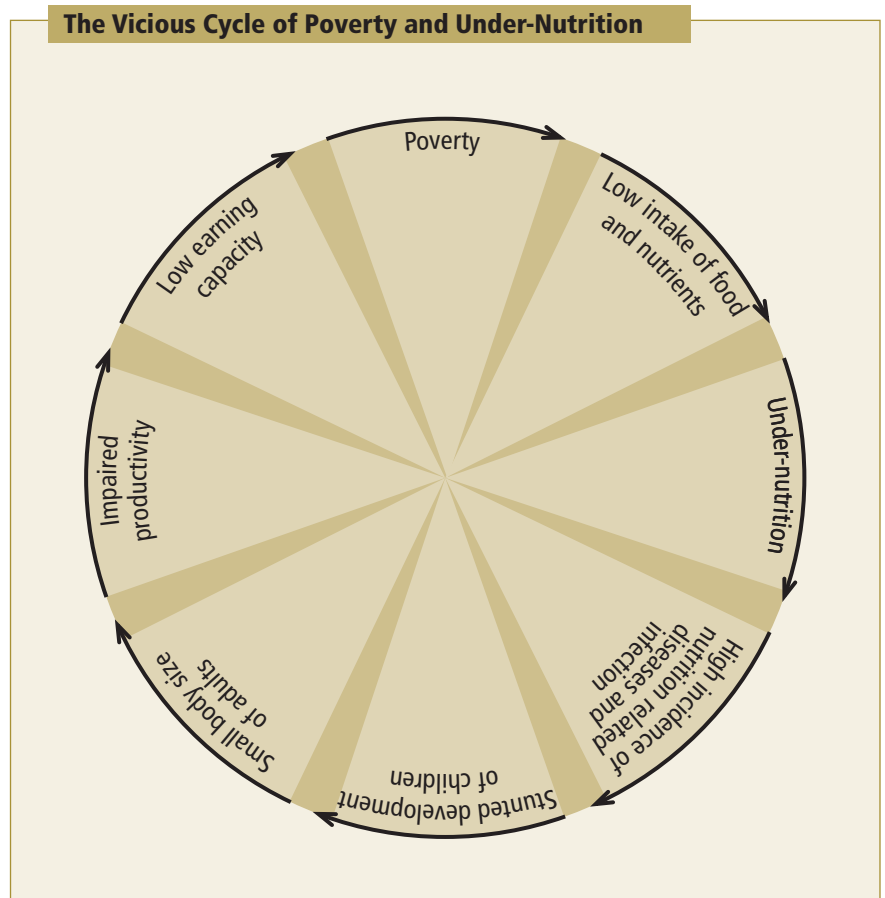 The Vicious Cycle of Poverty and Under-Nutrition
Poverty
Low intake of food
and nutrients
Under-nutrition
High incidence of
nutrition related
diseases and
infection
Stunted development
of children
Small body size
of adults
Impaired
productivity
Low earning
capacity